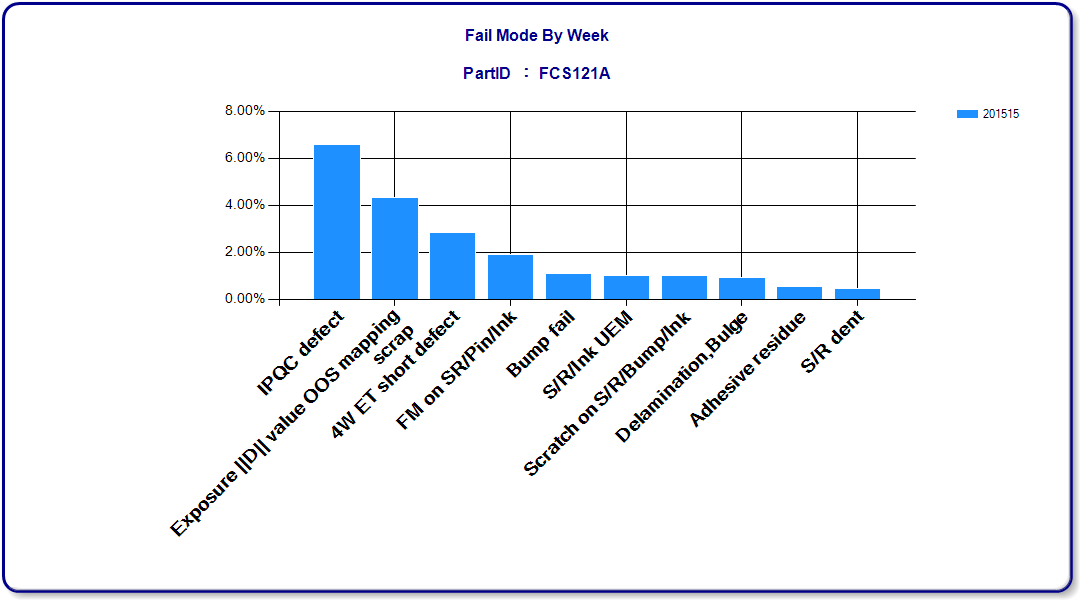 Fail Mode By Week
PartID : FCS121A
201515
8.00%
6.00%
4.00%
2.00%
0.00%
IPQC defect
Exposure ||D|| value OOS mapping
scrap
4W ET short defect
FM on SR/Pin/Ink
Bump fail
S/R/Ink UEM
Scratch on S/R/Bump/Ink
Delamination,Bulge
Adhesive residue
S/R dent